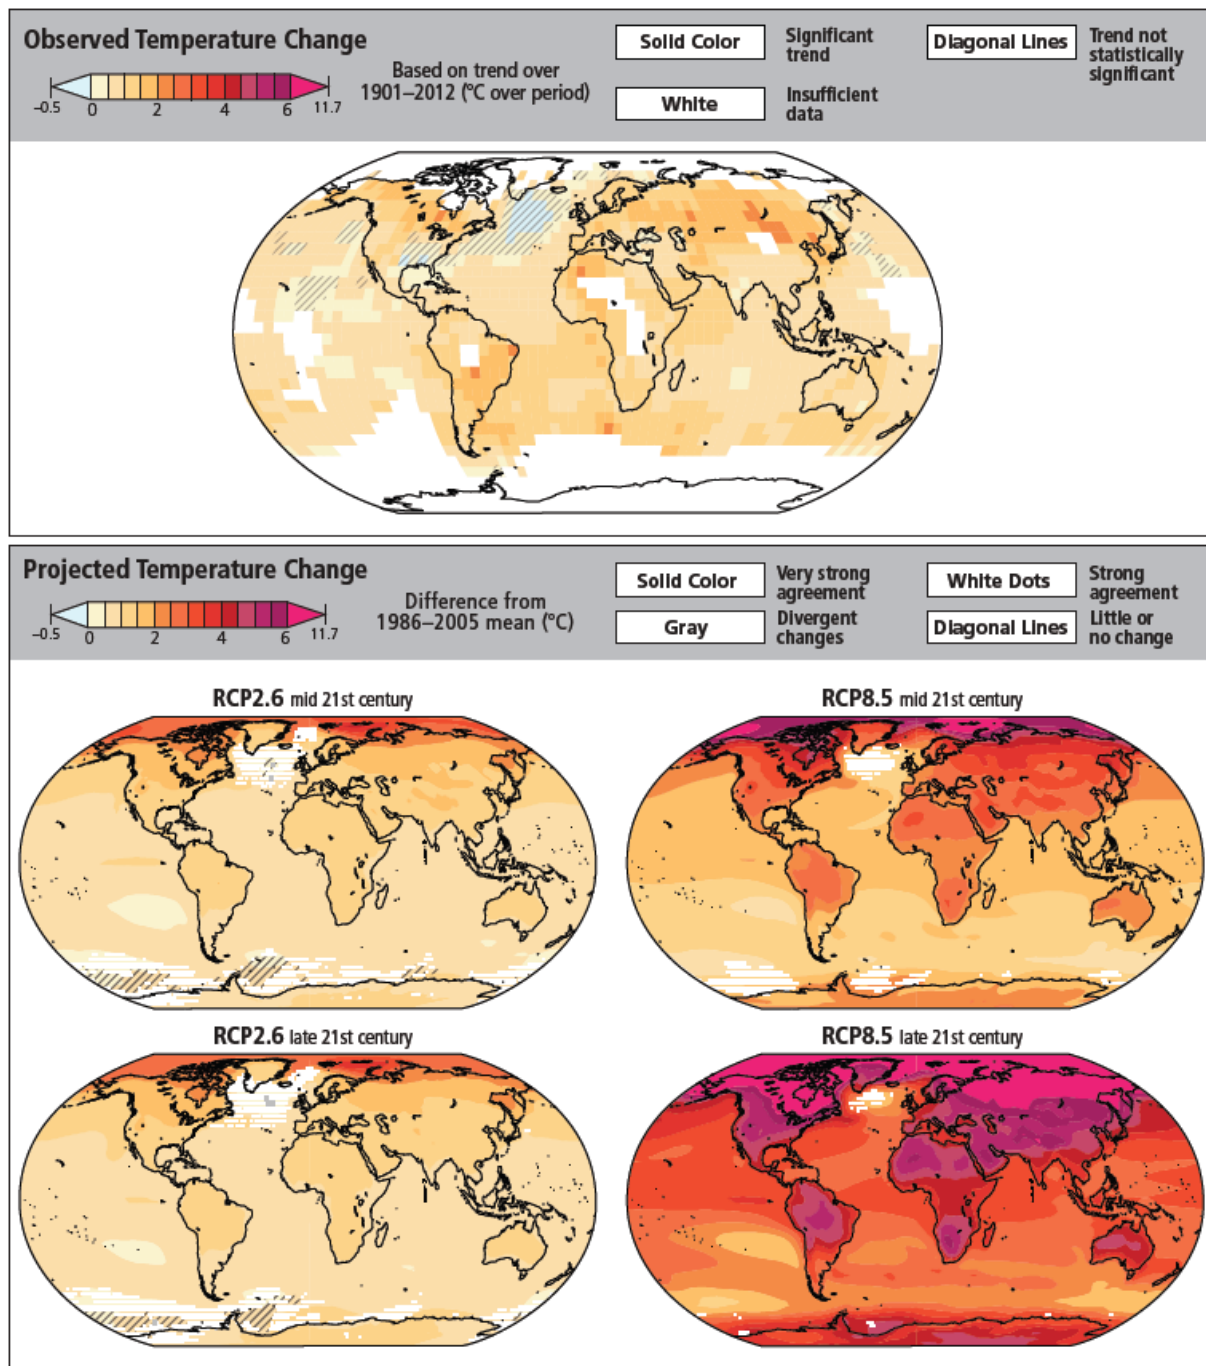 Observed Temperature Change
Based on trend over
1901–2012 (°C over period)
–0.5 0 2 4 6 11.7
Solid Color
Significant
trend
Diagonal Lines
Trend not
statistically
significant
White
Insufficient
data
Projected Temperature Change
Difference from
1986–2005 mean (°C)
–0.5 0 2 4 6 11.7
Solid Color
Very strong
agreement
White Dots
Strong
agreement
Gray
Divergent
changes
Diagonal Lines
Little or
no change
RCP2.6 mid 21st century
RCP8.5 mid 21st century
RCP2.6 late 21st century
RCP8.5 late 21st century